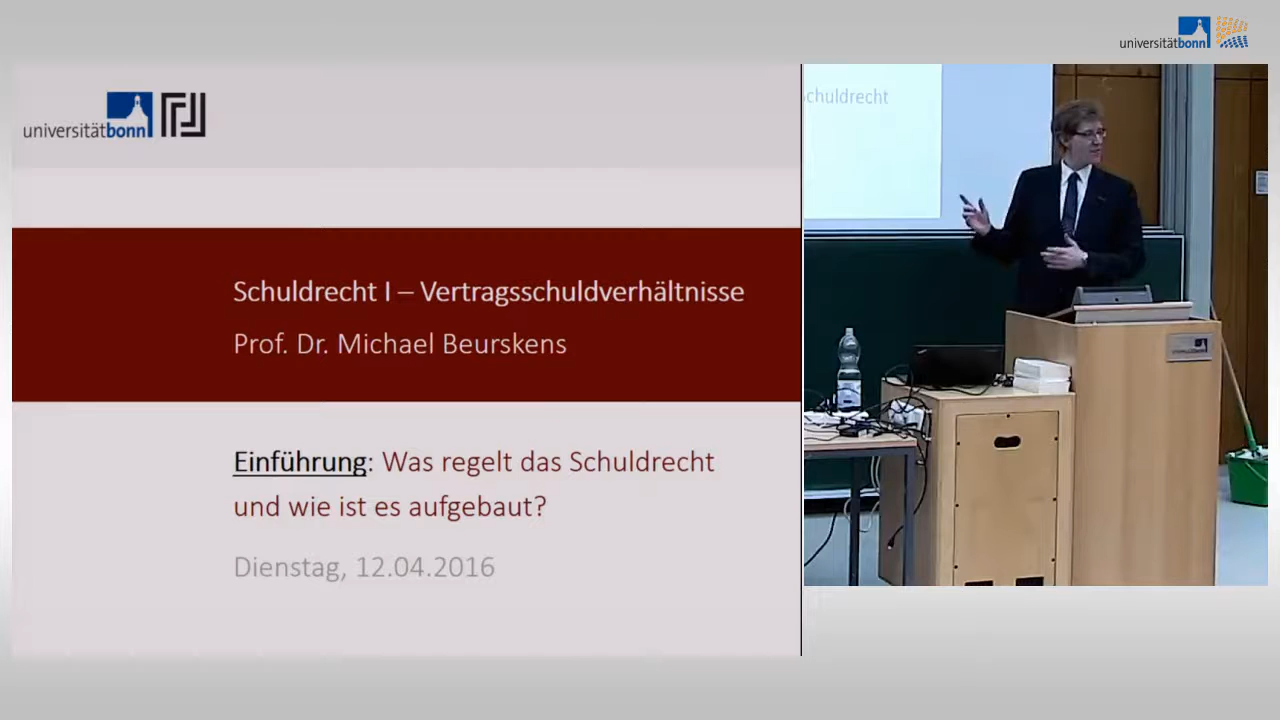 universitätbonn
universitätbonn
Schuldrecht I – Vertragsschuldverhältnisse
Prof. Dr. Michael Beurskens
Einführung: Was regelt das Schuldrecht
und wie ist es aufgebaut?
Dienstag, 12.04.2016
chuldrecht